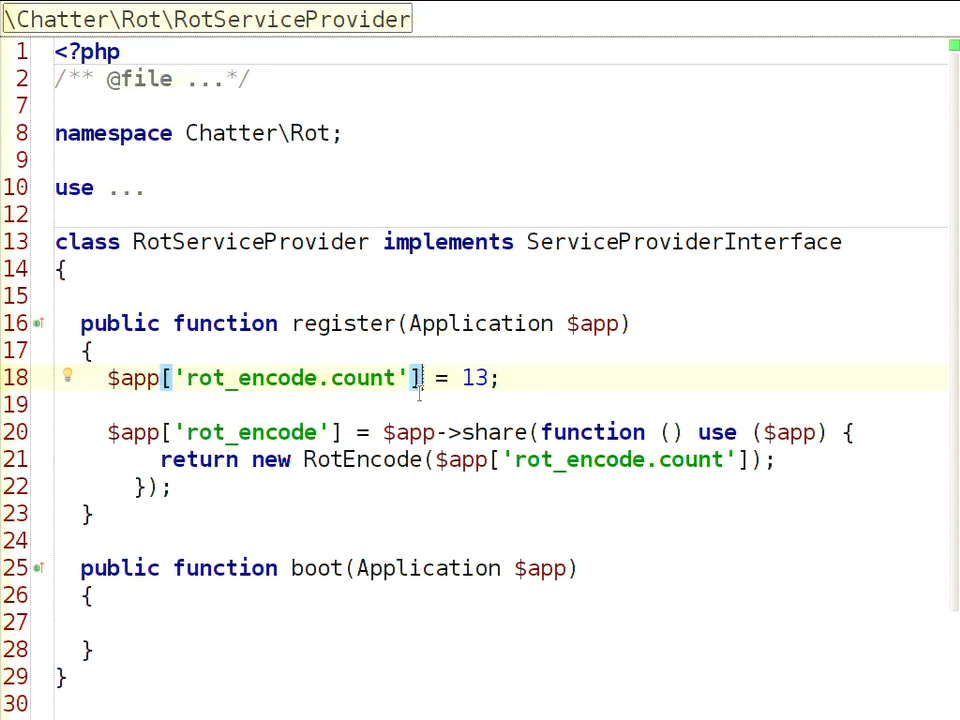 \Chatter\Rot\RotServiceProvider
1 <?php
2 /** @file ...*/
7
8 namespace Chatter\Rot;
9
10 use ...
12
13 class RotServiceProvider implements ServiceProviderInterface
14 {
15
16 public function register(Application $app)
17 {
18 $app['rot_encode.count'] = 13;
19
20 $app['rot_encode'] = $app->share(function () use ($app) {
21 return new RotEncode($app['rot_encode.count']);
22 });
23 }
24
25 public function boot(Application $app)
26 {
27
28 }
29 }
30